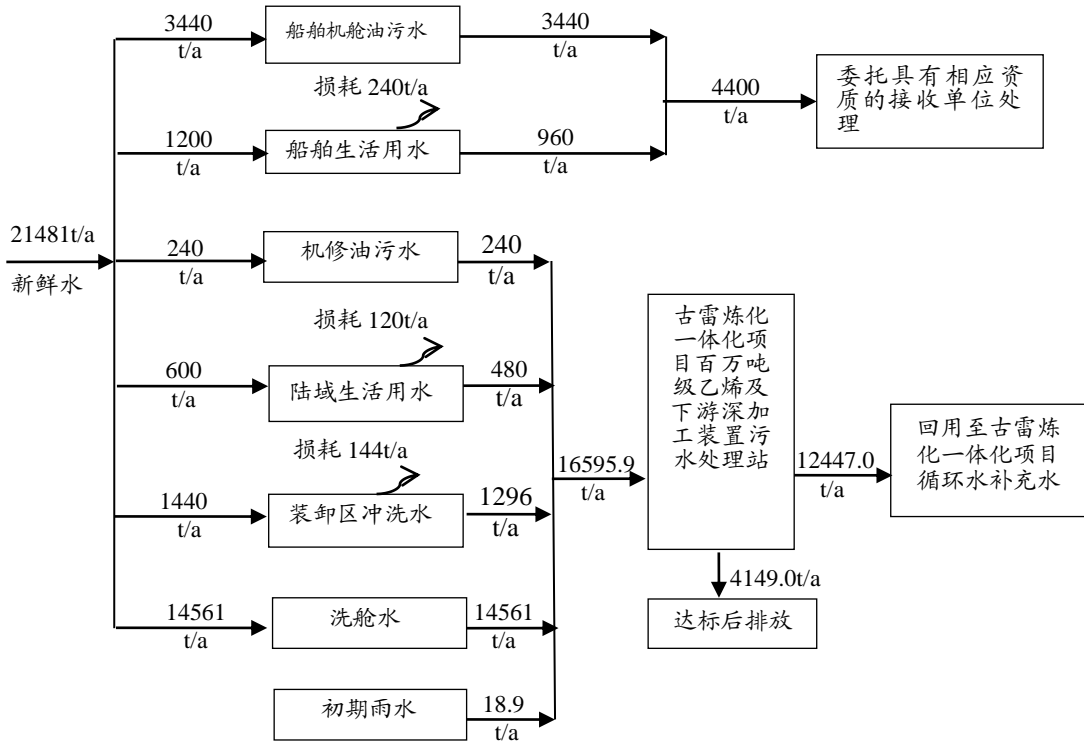 3440
t/a
船舶机舱油污水
3440
t/a
损耗 240t/a
1200
t/a
船舶生活用水
960
t/a
4400
t/a
委托具有相应资
质的接收单位处
理
21481t/a
新鲜水
240
t/a
机修油污水
240
t/a
损耗 120t/a
600
t/a
陆域生活用水
480
t/a
损耗 144t/a
1440
t/a
装卸区冲洗水
1296
t/a
14561
t/a
洗舱水
14561
t/a
初期雨水
18.9
t/a
16595.9
t/a
古雷炼化
一体化项
目百万吨
级乙烯及
下游深加
工装置污
水处理站
12447.0
t/a
回用至古雷炼
化一体化项目
循环水补充水
4149.0t/a
达标后排放